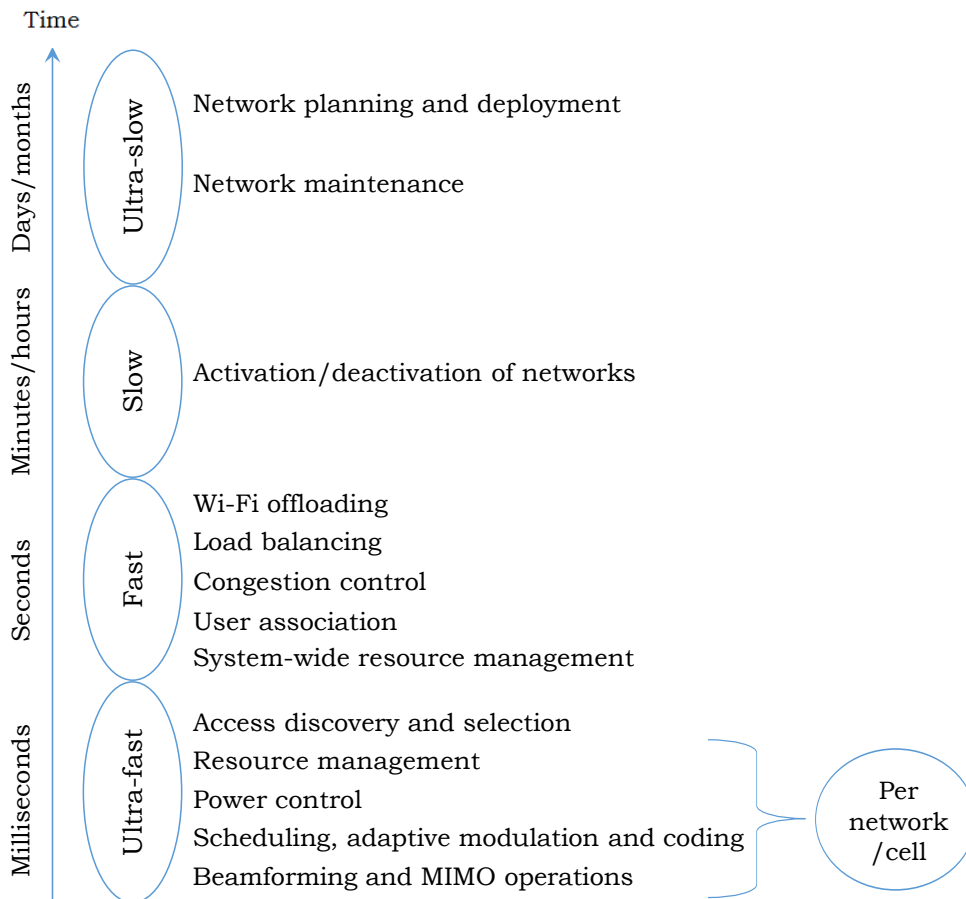 Time
Days/months
Ultra-slow
Network planning and deployment
Network maintenance
Minutes/hours
Slow
Activation/deactivation of networks
Seconds
Fast
Wi-Fi offloading
Load balancing
Congestion control
User association
System-wide resource management
Milliseconds
Ultra-fast
Access discovery and selection
Resource management
Power control
Scheduling, adaptive modulation and coding
Beamforming and MIMO operations
Per
network
/cell